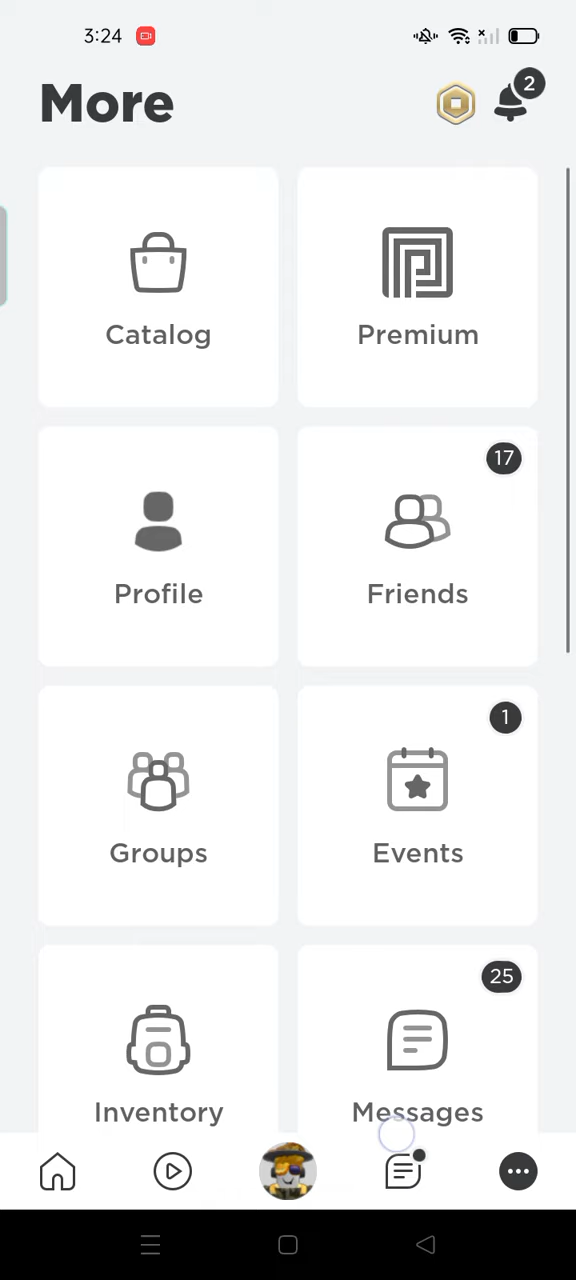 3:24
More
2
Catalog
Premium
Profile
17
Friends
Groups
1
Events
Inventory
25
Messages